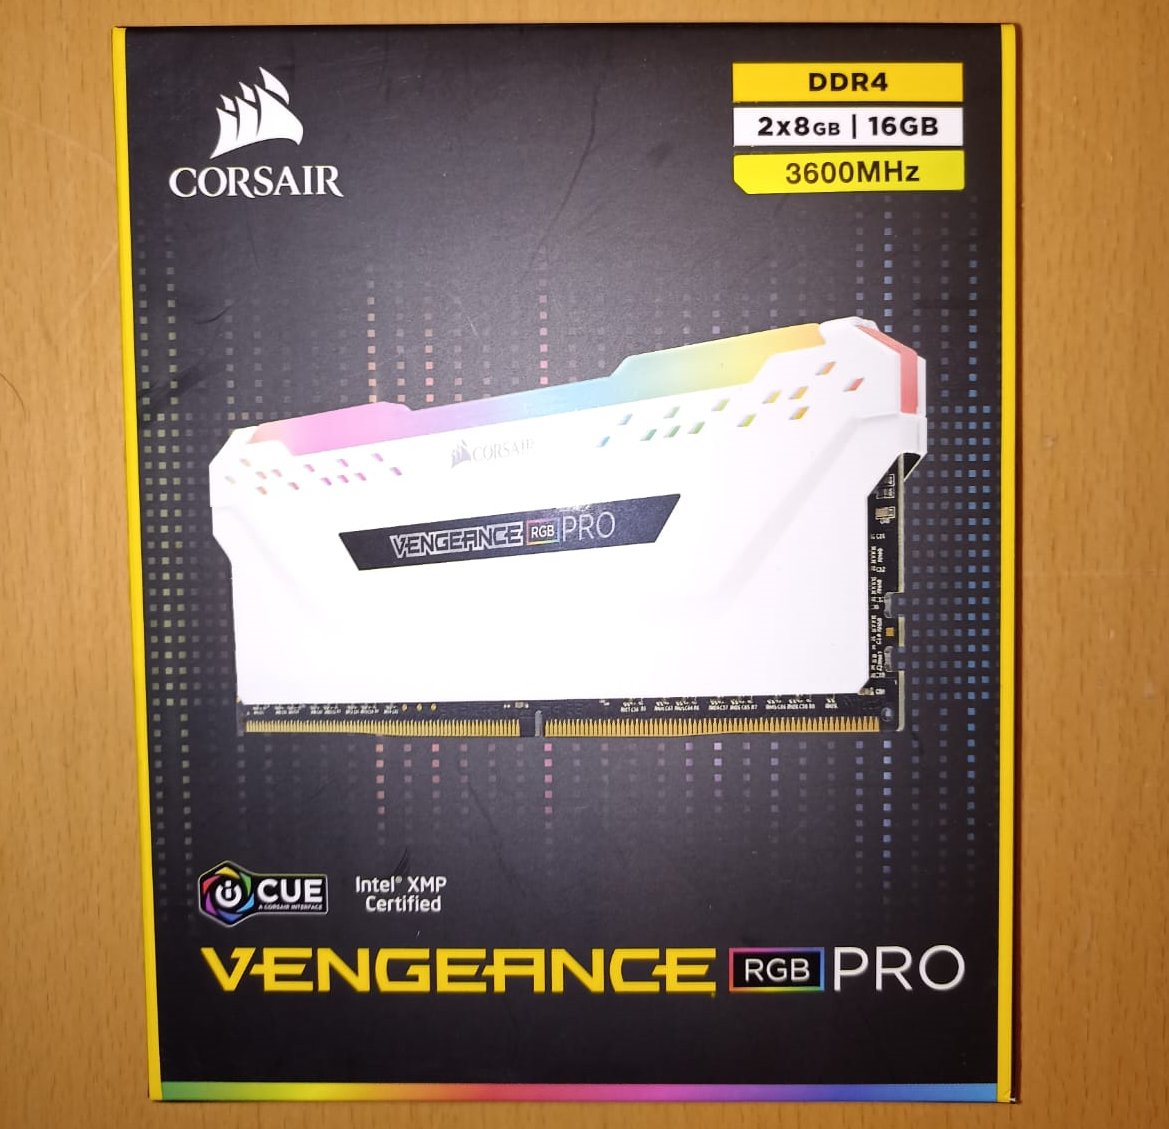 CORSAIR
DDR4
2x8GB | 16GB
3600MHz
CORSAIR
VENGEANCE RGB PRO
CUE
A CORSAIR INTERFACE
Intel® XMP
Certified
VENGEANCE RGB PRO